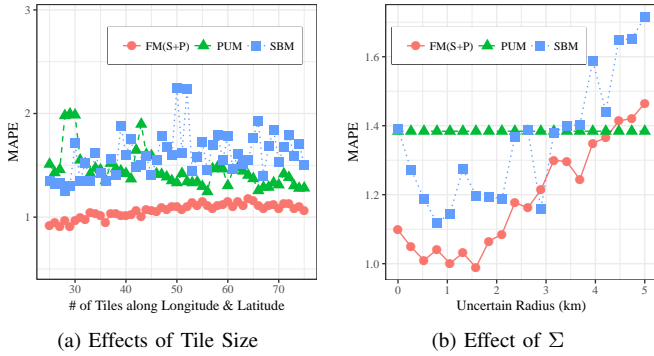 FM(S+P) PUM SBM
MAPE
3
2
1
30 40 50 60 70
# of Tiles along Longitude & Latitude
(a) Effects of Tile Size
FM(S+P) PUM SBM
MAPE
1.6
1.4
1.2
1.0
0 1 2 3 4 5
Uncertain Radius (km)
(b) Effect of Σ